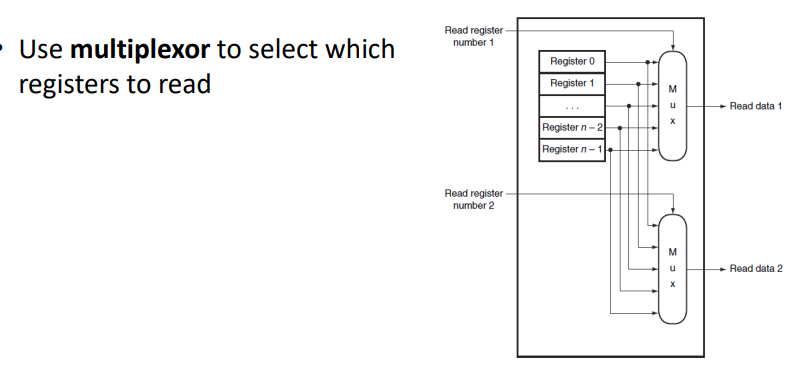 • Use multiplexor to select which
registers to read
Read register
number 1
Register 0
Register 1
. . .
Register n – 2
Register n – 1
M
u
x
Read data 1
Read register
number 2
M
u
x
Read data 2